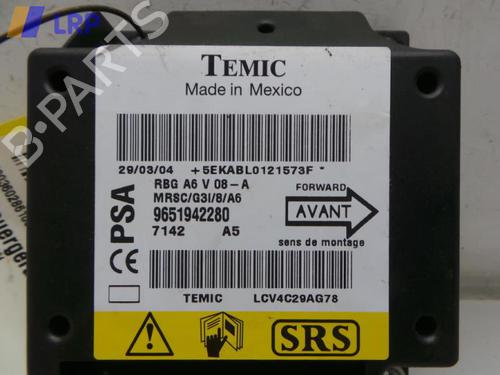 LRP
B-PARTS
TEMIC
Made in Mexico
29/03/04 +5EKABL0121573F *
RBG A6 V 08-A
MRSC/G3I/8/A6
9651942280
7142 A5
PSA
CE
FORWARD
AVANT
sens de montage
TEMIC LCV4C29AG78
SRS